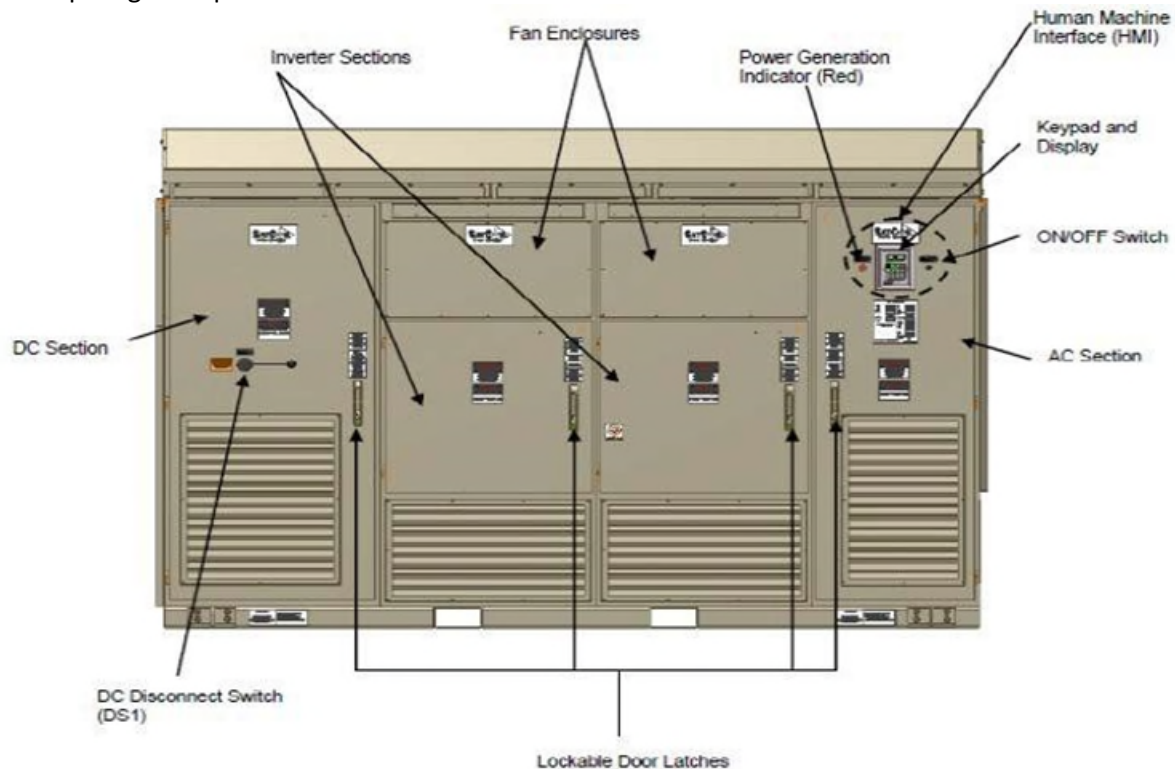 Human Machine
Interface (HMI)
Fan Enclosures
Inverter Sections
Power Generation
Indicator (Red)
Keypad and
Display
ON/OFF Switch
DC Section
AC Section
DC Disconnect Switch
(DS1)
Lockable Door Latches